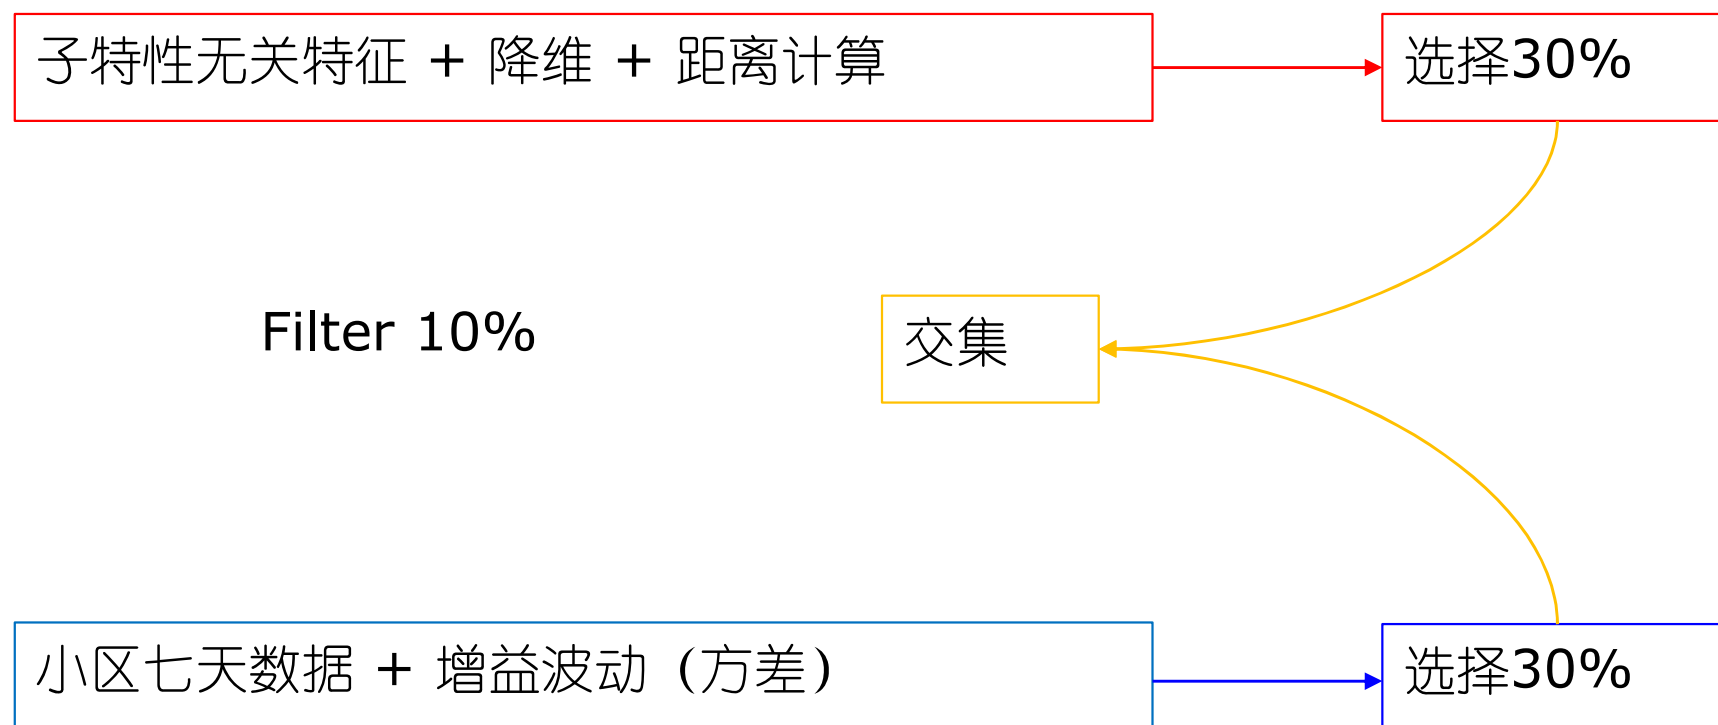 子特性无关特征 + 降维 + 距离计算
选择30%
Filter 10%
交集
小区七天数据 + 增益波动（方差）
选择30%